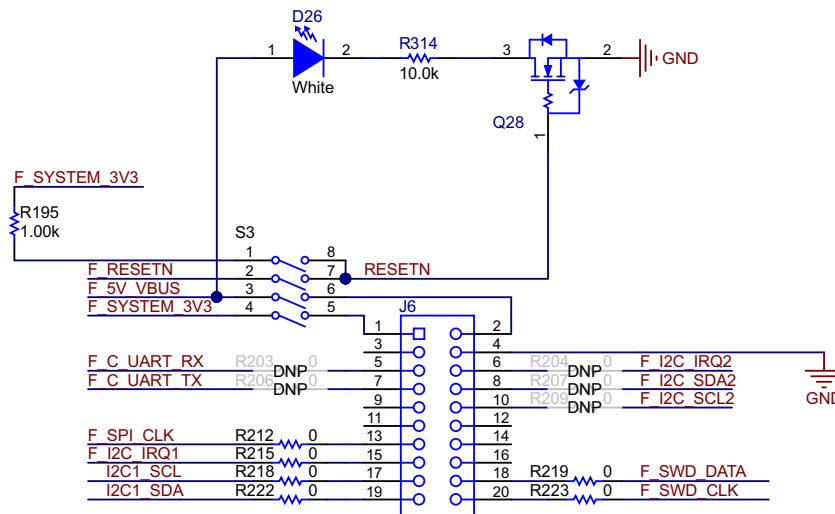 D26
1 2 R314 3 2
10.0k GND
White
Q28
1
F_SYSTEM_3V3
R195
1.00k
S3
1 8
F_RESETN 2 7 RESETN
F_5V_VBUS 3 6
F_SYSTEM_3V3 4 5
J6
1 2
3 4
F_C_UART_RX R203 DNP 0 5 6 R204 DNP 0 F_I2C_IRQ2
F_C_UART_TX R206 DNP 0 7 8 R207 DNP 0 F_I2C_SDA2
9 10 R209 DNP 0 F_I2C_SCL2
GND
11 12
F_SPI_CLK R212 0 13 14
F_I2C_IRQ1 R215 0 15 16
I2C1_SCL R218 0 17 18 R219 0 F_SWD_DATA
I2C1_SDA R222 0 19 20 R223 0 F_SWD_CLK